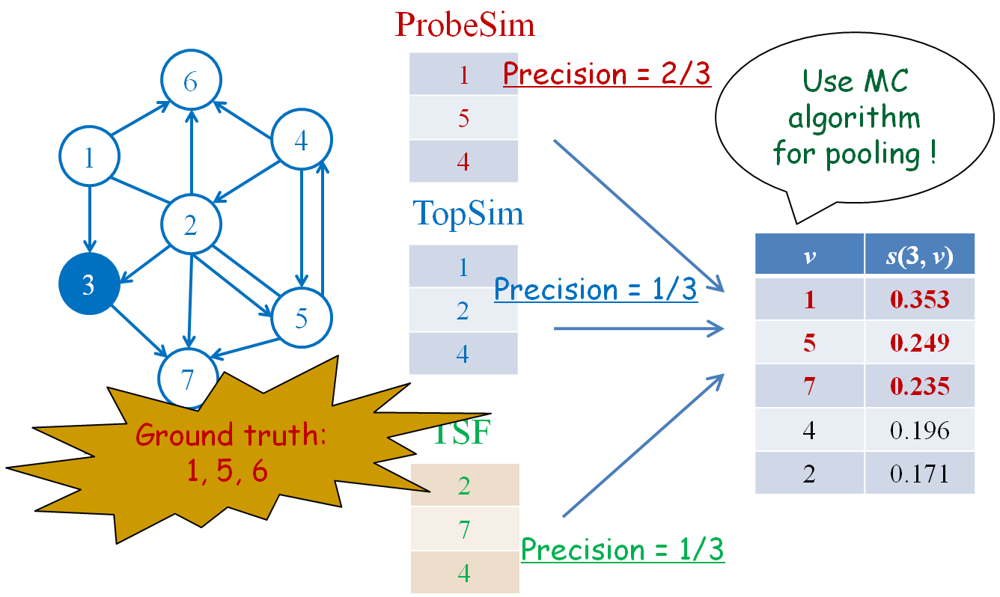 ProbeSim
1
5
4
Precision = 2/3
TopSim
1
2
4
Precision = 1/3
TSF
2
7
4
Precision = 1/3
6
1
4
2
3
5
7
Ground truth:
1, 5, 6
Use MC
algorithm
for pooling !
v s(3, v)
1 0.353
5 0.249
7 0.235
4 0.196
2 0.171